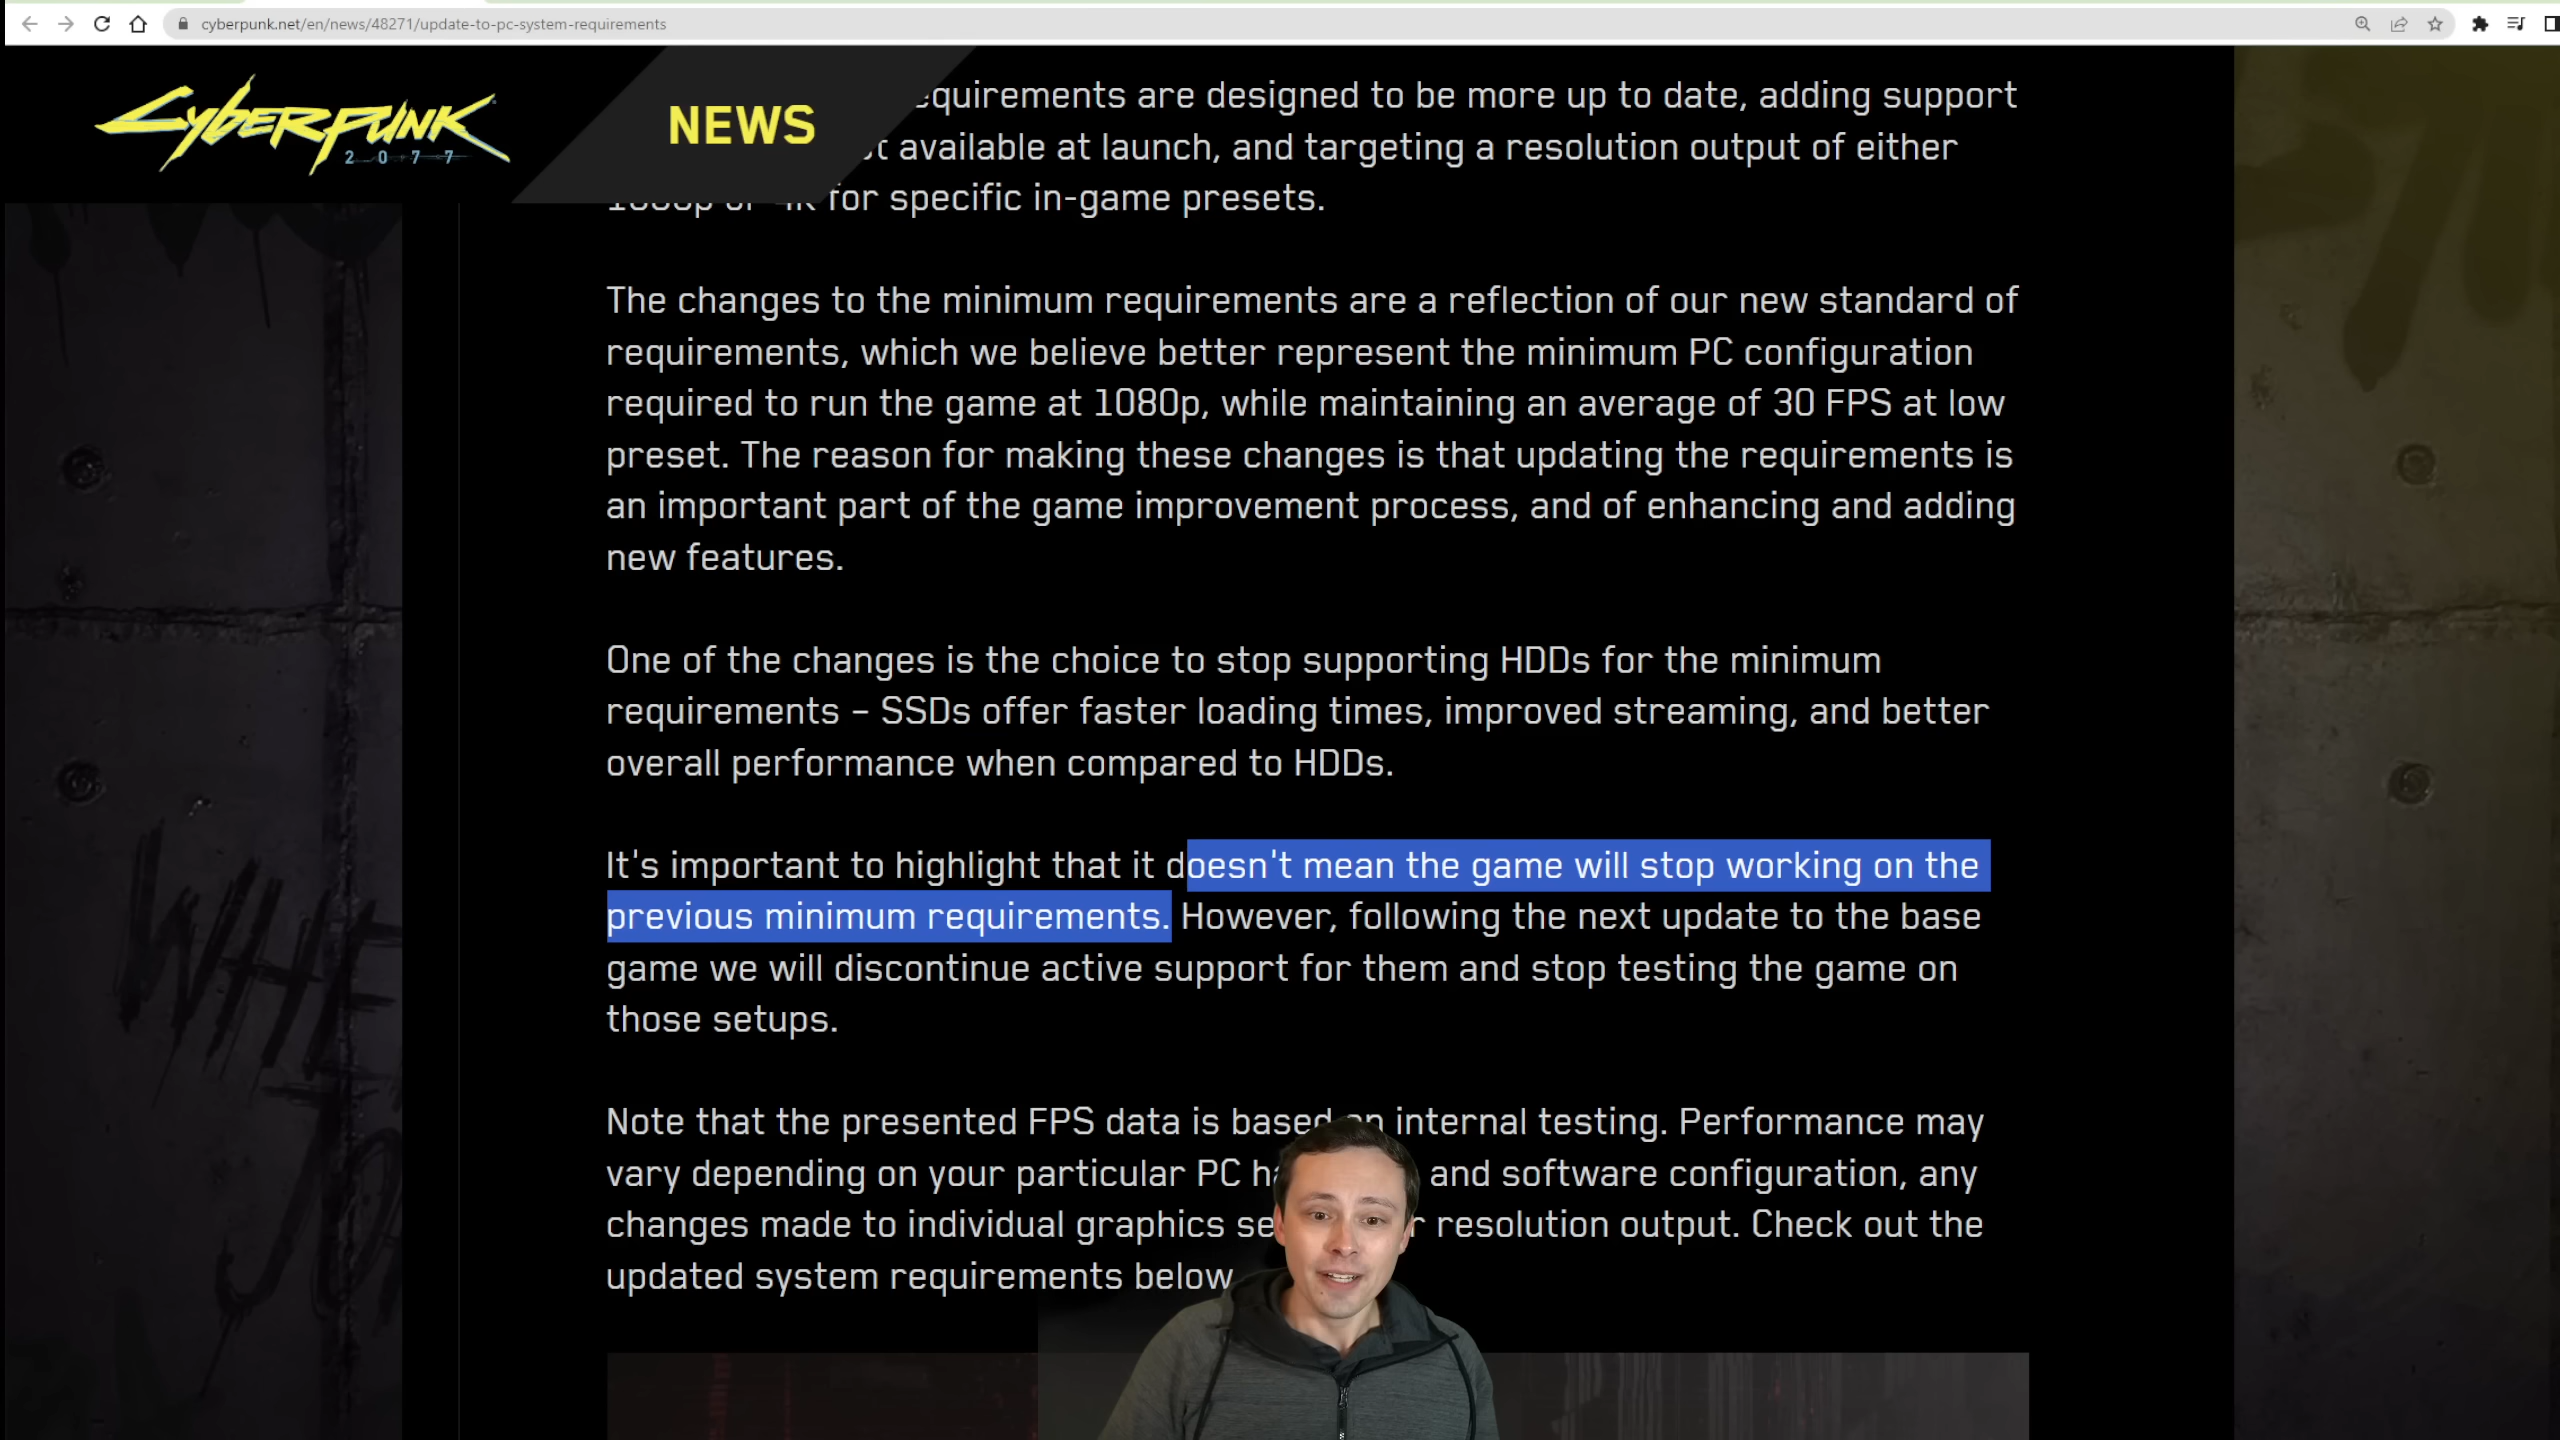 cyberpunk.net/en/news/48271/update-to-pc-system-requirements
CYBERPUNK
2077
NEWS
equirements are designed to be more up to date, adding support
t available at launch, and targeting a resolution output of either
1080p or 4K for specific in-game presets.
The changes to the minimum requirements are a reflection of our new standard of
requirements, which we believe better represent the minimum PC configuration
required to run the game at 1080p, while maintaining an average of 30 FPS at low
preset. The reason for making these changes is that updating the requirements is
an important part of the game improvement process, and of enhancing and adding
new features.
One of the changes is the choice to stop supporting HDDs for the minimum
requirements – SSDs offer faster loading times, improved streaming, and better
overall performance when compared to HDDs.
It's important to highlight that it doesn't mean the game will stop working on the
previous minimum requirements. However, following the next update to the base
game we will discontinue active support for them and stop testing the game on
those setups.
Note that the presented FPS data is based on internal testing. Performance may
vary depending on your particular PC ha and software configuration, any
changes made to individual graphics se r resolution output. Check out the
updated system requirements below